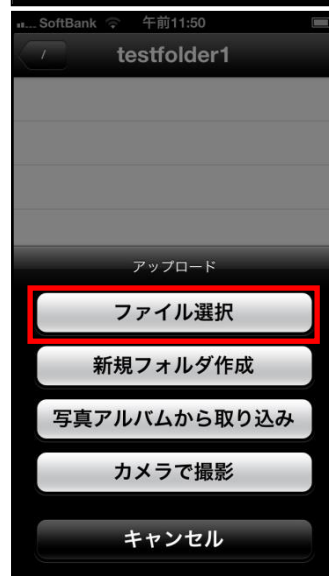 SoftBank 午前11:50
/ testfolder1
アップロード
ファイル選択
新規フォルダ作成
写真アルバムから取り込み
カメラで撮影
キャンセル